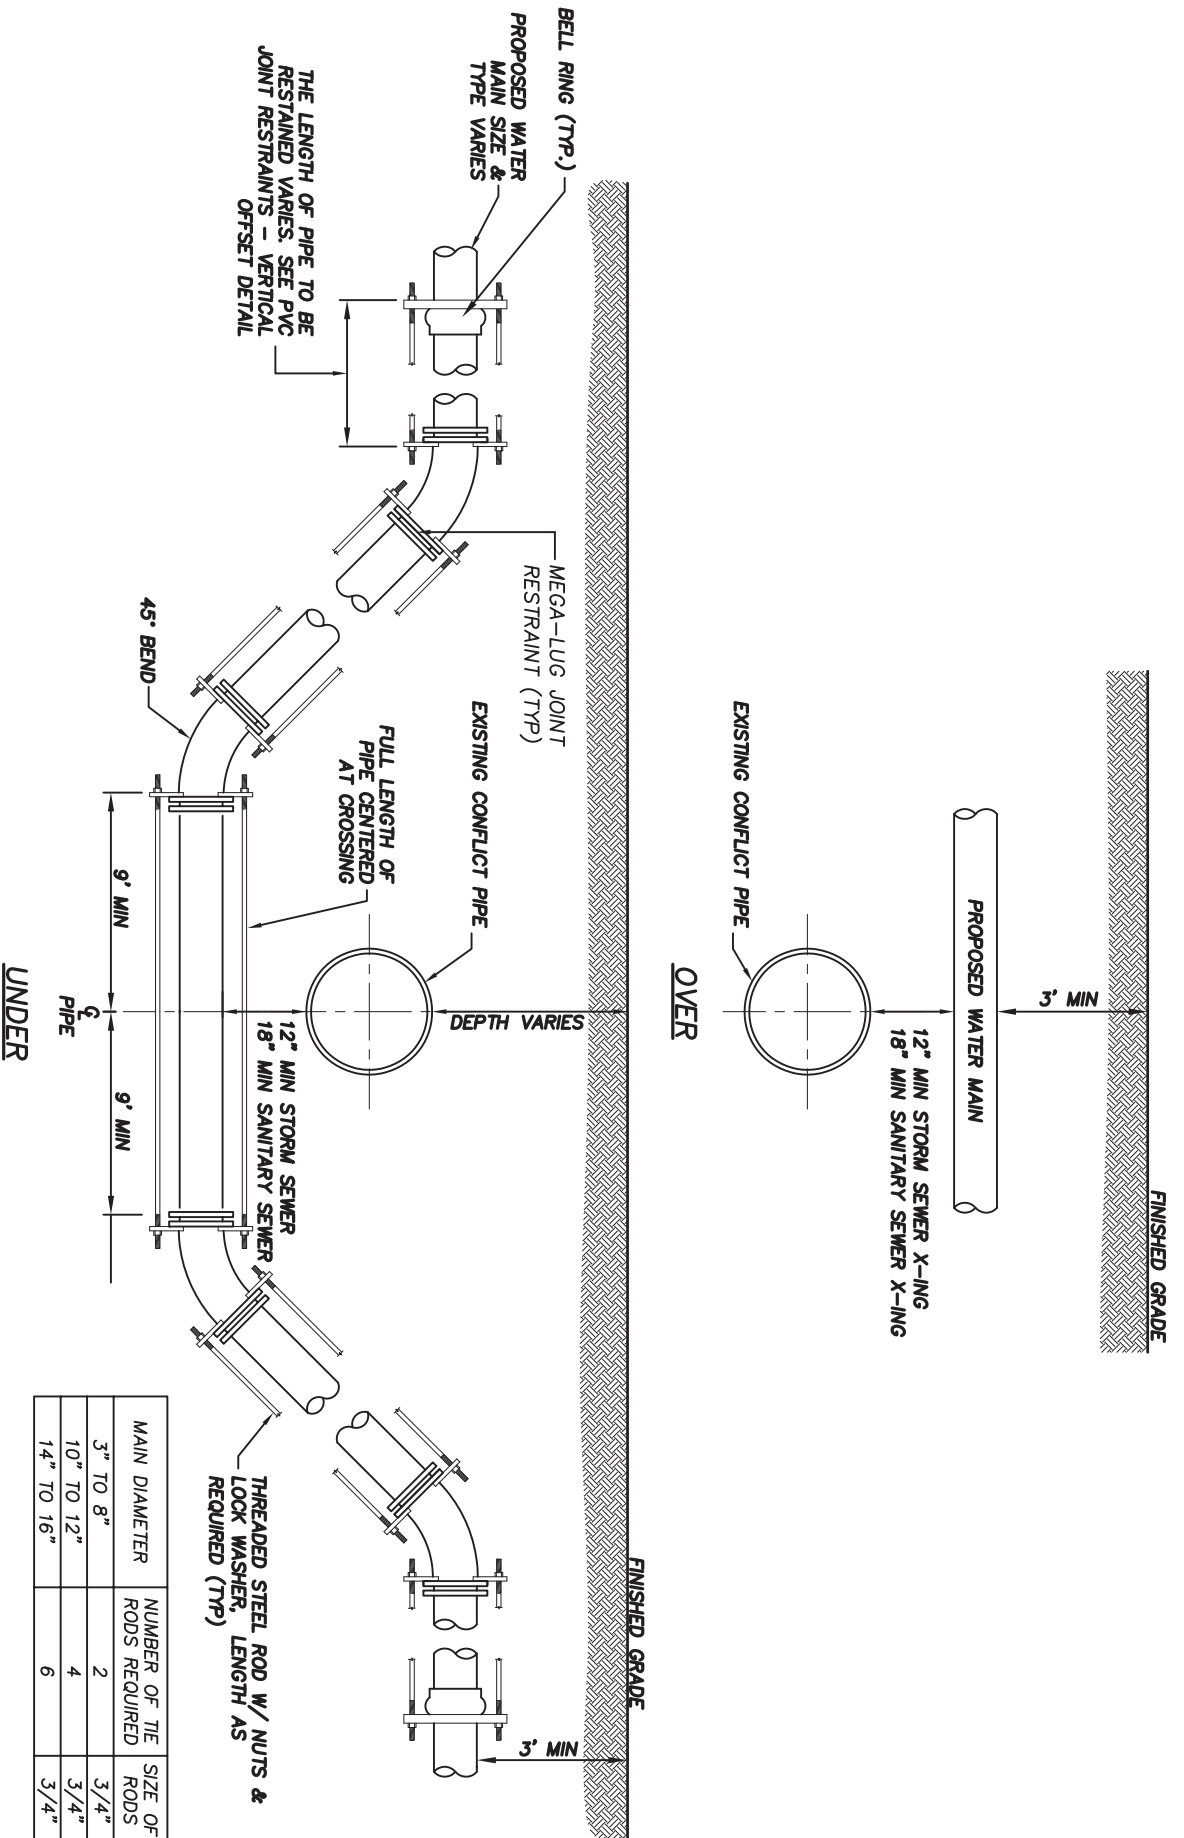 FINISHED GRADE
3' MIN
PROPOSED WATER MAIN
12" MIN STORM SEWER X-ING
18" MIN SANITARY SEWER X-ING
EXISTING CONFLICT PIPE
OVER
FINISHED GRADE
BELL RING (TYP.)
PROPOSED WATER
MAIN SIZE &
TYPE VARIES
MEGA-LUG JOINT
RESTRAINT (TYP)
EXISTING CONFLICT PIPE
DEPTH VARIES
3' MIN
THE LENGTH OF PIPE TO BE
RESTAINED VARIES. SEE PVC
JOINT RESTRAINTS - VERTICAL
OFFSET DETAIL
FULL LENGTH OF
PIPE CENTERED
AT CROSSING
12" MIN STORM SEWER
18" MIN SANITARY SEWER
45° BEND
THREADED STEEL ROD W/ NUTS &
LOCK WASHER, LENGTH AS
REQUIRED (TYP)
9' MIN
9' MIN
℄
PIPE
UNDER
MAIN DIAMETER
NUMBER OF TIE
RODS REQUIRED
SIZE OF
RODS
3" TO 8" 2 3/4"
10" TO 12" 4 3/4"
14" TO 16" 6 3/4"